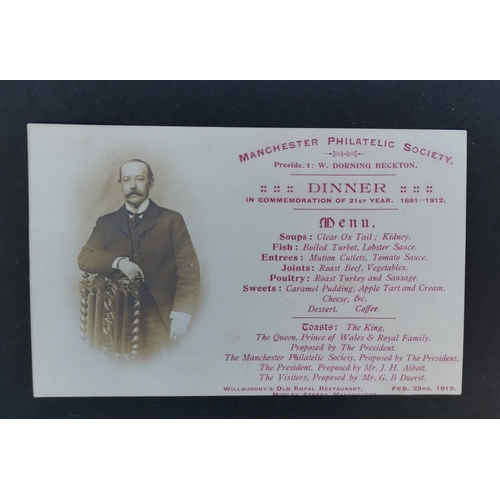 MANCHESTER PHILATELIC SOCIETY.
Preside t: W. DORNING BECKTON.
DINNER
IN COMMEMORATION OF 21ST YEAR. 1891—1912.
Menu.
Soups: Clear Ox Tail; Kidney.
Fish: Boiled Turbot, Lobster Sauce.
Entrees: Mutton Cutlets, Tomato Sauce.
Joints: Roast Beef, Vegetables.
Poultry: Roast Turkey and Sausage.
Sweets: Caramel Pudding, Apple Tart and Cream.
Cheese, &c.
Dessert. Coffee.
Toasts: The King,
The Queen, Prince of Wales & Royal Family.
Proposed by The President.
The Manchester Philatelic Society, Proposed by The President.
The President, Proposed by Mr. J. H. Abbott.
The Visitors, Proposed by Mr. G. B Duerst.
WILLOUGHBY'S OLD ROYAL RESTAURANT, FEB. 23RD, 1912.
MOSLEY STREET, MANCHESTER